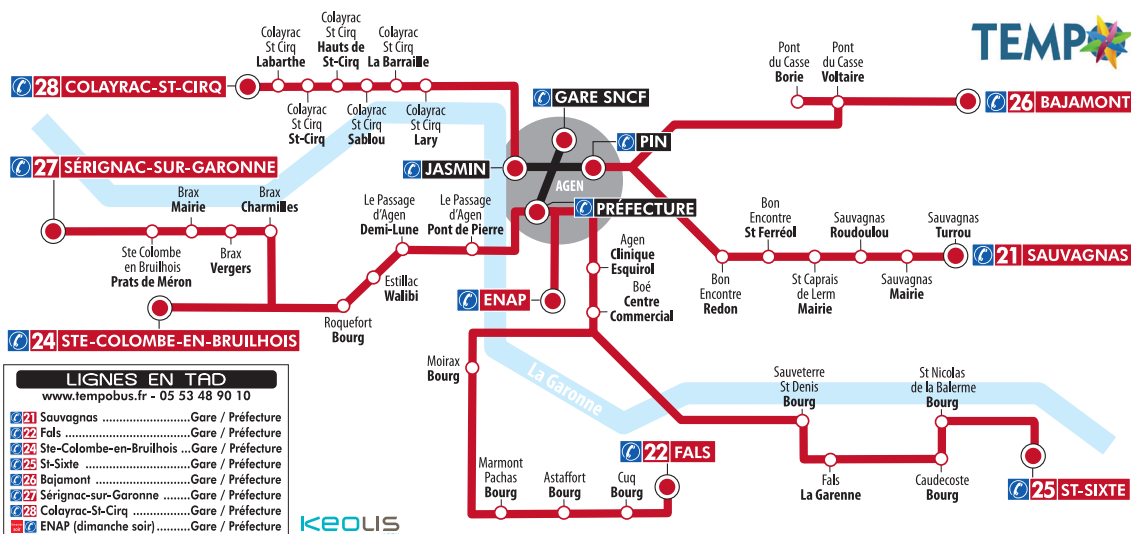 TEMPO
Colayrac
St Cirq
Labarthe
Colayrac
St Cirq
Hauts de
St-Cirq
Colayrac
St Cirq
La Barraille
28 COLAYRAC-ST-CIRQ
Colayrac
St Cirq
St-Cirq
Colayrac
St Cirq
Sablou
Colayrac
St Cirq
Lary
GARE SNCF
PIN
JASMIN
AGEN
PRÉFECTURE
Pont
du Casse
Borie
Pont
du Casse
Voltaire
26 BAJAMONT
27 SÉRIGNAC-SUR-GARONNE
Brax
Mairie
Brax
Charmilles
Ste Colombe
en Bruilhois
Prats de Méron
Brax
Vergers
Le Passage
d'Agen
Demi-Lune
Le Passage
d'Agen
Pont de Pierre
Estillac
Walibi
Roquefort
Bourg
24 STE-COLOMBE-EN-BRUILHOIS
ENAP
Agen
Clinique
Esquirol
Boé
Centre
Commercial
Bon
Encontre
Redon
Bon
Encontre
St Ferréol
St Caprais
de Lerm
Mairie
Sauvagnas
Roudoulou
Sauvagnas
Mairie
Sauvagnas
Turrou
21 SAUVAGNAS
Moirax
Bourg
La Garonne
Marmont
Pachas
Bourg
Astaffort
Bourg
Cuq
Bourg
22 FALS
Sauveterre
St Denis
Bourg
Fals
La Garenne
St Nicolas
de la Balerme
Bourg
Caudecoste
Bourg
25 ST-SIXTE
LIGNES EN TAD
www.tempobus.fr - 05 53 48 90 10
21 Sauvagnas ..................Gare / Préfecture
22 Fals ..............................Gare / Préfecture
24 Ste-Colombe-en-Bruilhois ...Gare / Préfecture
25 St-Sixte ........................Gare / Préfecture
26 Bajamont .....................Gare / Préfecture
27 Sérignac-sur-Garonne ........Gare / Préfecture
28 Colayrac-St-Cirq ............Gare / Préfecture
ENAP (dimanche soir)...........Gare / Préfecture
KEOLIS